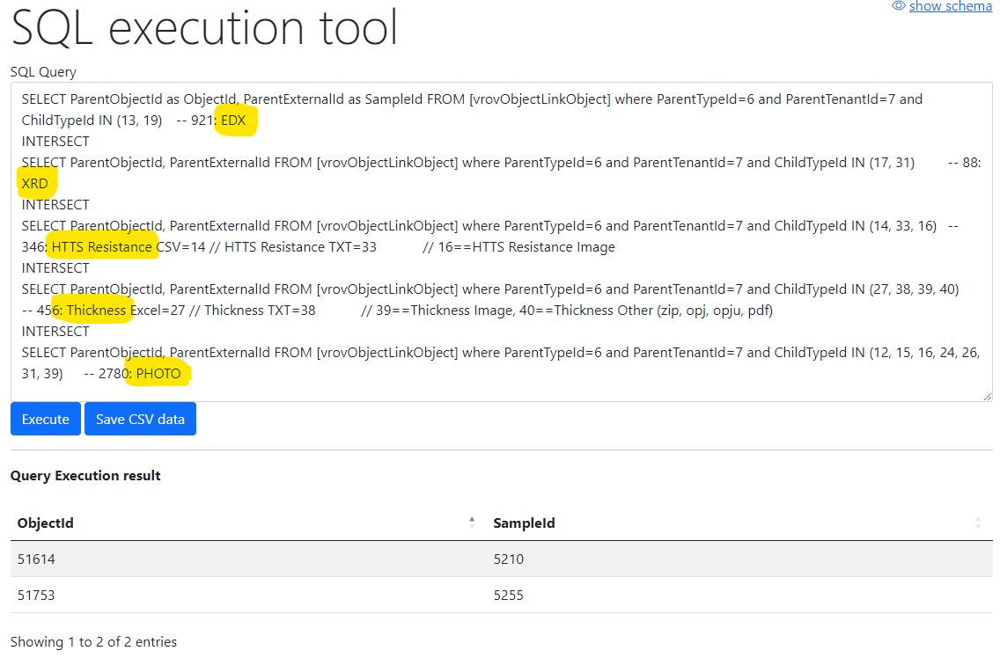 show schema
SQL execution tool
SQL Query
SELECT ParentObjectId as ObjectId, ParentExternalId as SampleId FROM [vrovObjectLinkObject] where ParentTypeId=6 and ParentTenantId=7 and
ChildTypeId IN (13, 19) -- 921: EDX
INTERSECT
SELECT ParentObjectId, ParentExternalId FROM [vrovObjectLinkObject] where ParentTypeId=6 and ParentTenantId=7 and ChildTypeId IN (17, 31) -- 88:
XRD
INTERSECT
SELECT ParentObjectId, ParentExternalId FROM [vrovObjectLinkObject] where ParentTypeId=6 and ParentTenantId=7 and ChildTypeId IN (14, 33, 16) --
346: HTTS Resistance CSV=14 // HTTS Resistance TXT=33 // 16==HTTS Resistance Image
INTERSECT
SELECT ParentObjectId, ParentExternalId FROM [vrovObjectLinkObject] where ParentTypeId=6 and ParentTenantId=7 and ChildTypeId IN (27, 38, 39, 40)
-- 456: Thickness Excel=27 // Thickness TXT=38 // 39==Thickness Image, 40==Thickness Other (zip, opj, opju, pdf)
INTERSECT
SELECT ParentObjectId, ParentExternalId FROM [vrovObjectLinkObject] where ParentTypeId=6 and ParentTenantId=7 and ChildTypeId IN (12, 15, 16, 24, 26,
31, 39) -- 2780: PHOTO
Execute Save CSV data
Query Execution result
ObjectId SampleId
51614 5210
51753 5255
Showing 1 to 2 of 2 entries